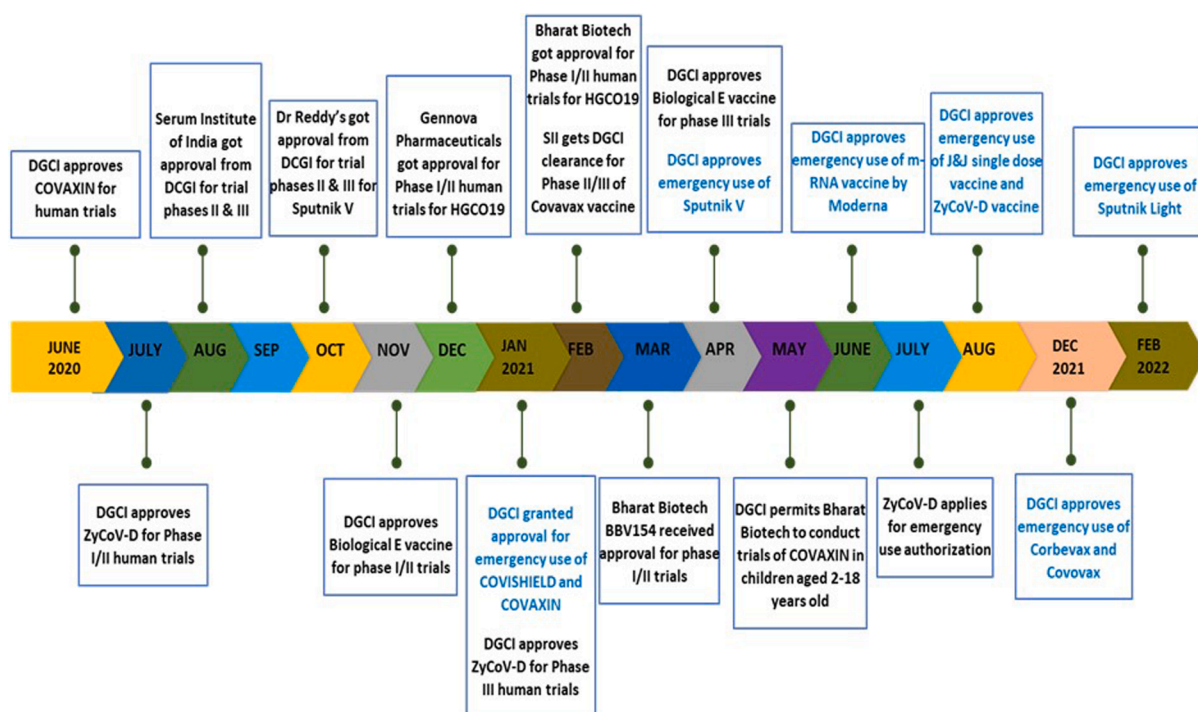 DGCI approves
COVAXIN for
human trials
Serum Institute
of India got
approval from
DCGI for trial
phases II & III
Dr Reddy's got
approval from
DCGI for trial
phases II & III for
Sputnik V
Gennova
Pharmaceuticals
got approval for
Phase I/II human
trials for HGCO19
Bharat Biotech
got approval for
Phase I/II human
trials for HGCO19
SII gets DGCI
clearance for
Phase II/III of
Covavax vaccine
DGCI approves
Biological E vaccine
for phase III trials
DGCI approves
emergency use of
Sputnik V
DGCI approves
emergency use of m-
RNA vaccine by
Moderna
DGCI approves
emergency use
of J&J single dose
vaccine and
ZyCoV-D vaccine
DGCI approves
emergency use of
Sputnik Light
JUNE
2020
JULY
AUG
SEP
OCT
NOV
DEC
JAN
2021
FEB
MAR
APR
MAY
JUNE
JULY
AUG
DEC
2021
FEB
2022
DGCI approves
ZyCoV-D for Phase
I/II human trials
DGCI approves
Biological E vaccine
for phase I/II trials
DGCI granted
approval for
emergency use of
COVISHIELD and
COVAXIN
DGCI approves
ZyCoV-D for Phase
III human trials
Bharat Biotech
BBV154 received
approval for phase
I/II trials
DGCI permits Bharat
Biotech to conduct
trials of COVAXIN in
children aged 2-18
years old
ZyCoV-D applies
for emergency
use authorization
DGCI approves
emergency use of
Corbevax and
Covovax